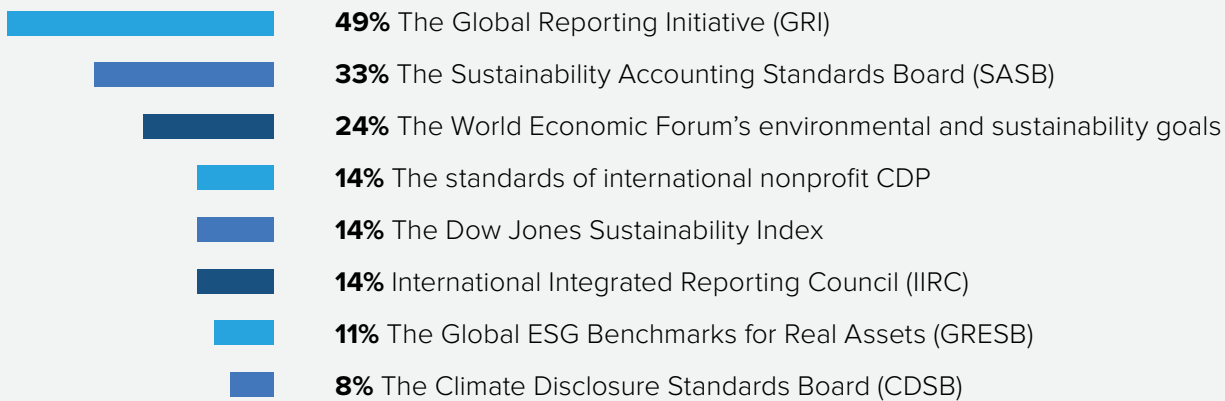 49% The Global Reporting Initiative (GRI)
33% The Sustainability Accounting Standards Board (SASB)
24% The World Economic Forum’s environmental and sustainability goals
14% The standards of international nonprofit CDP
14% The Dow Jones Sustainability Index
14% International Integrated Reporting Council (IIRC)
11% The Global ESG Benchmarks for Real Assets (GRESB)
8% The Climate Disclosure Standards Board (CDSB)